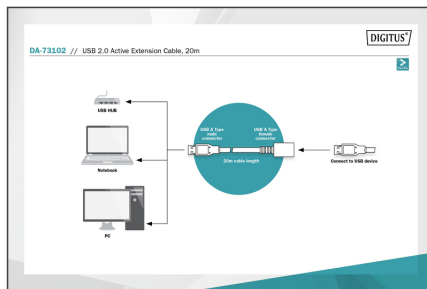 DIGITUS®
DA-73102 // USB 2.0 Active Extension Cable, 20m
USB HUB
Notebook
PC
USB A Type
male
connector
USB A Type
female
connector
20m cable length
Connect to USB device